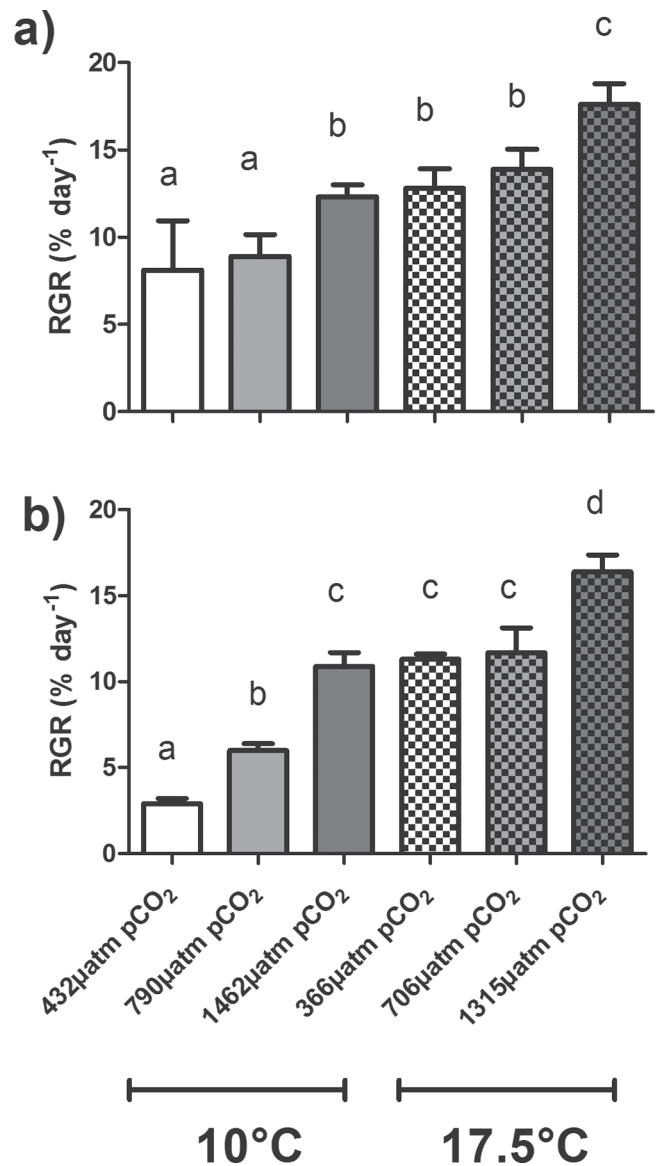 a)
c
b
b
b
a
a
20
15
10
5
0
RGR (% day⁻¹)
b)
d
c
c
c
b
a
20
15
10
5
0
RGR (% day⁻¹)
432µatm pCO₂
790µatm pCO₂
1462µatm pCO₂
366µatm pCO₂
706µatm pCO₂
1315µatm pCO₂
10°C
17.5°C